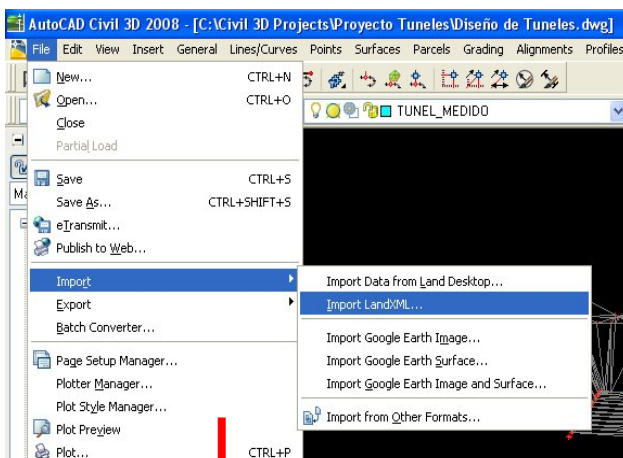 AutoCAD Civil 3D 2008 - [C:\Civil 3D Projects\Proyecto Tuneles\Diseño de Tuneles.dwg]
File Edit View Insert General Lines/Curves Points Surfaces Parcels Grading Alignments Profiles
New... CTRL+N
Open... CTRL+O
TUNEL_MEDIDO
Close
Partial Load
Save CTRL+S
Save As... CTRL+SHIFT+S
eTransmit...
Publish to Web...
Import
Import Data from Land Desktop...
Export
Import LandXML...
Batch Converter...
Import Google Earth Image...
Page Setup Manager...
Import Google Earth Surface...
Plotter Manager...
Import Google Earth Image and Surface...
Plot Style Manager...
Import from Other Formats...
Plot Preview
Plot... CTRL+P